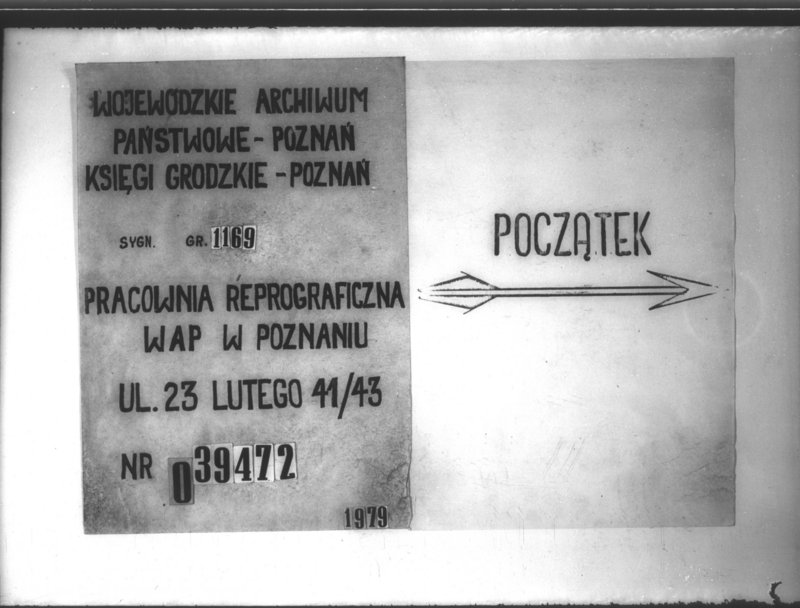 WOJEWÓDZKIE ARCHIWUM
PAŃSTWOWE - POZNAŃ
KSIĘGI GRODZKIE - POZNAŃ
SYGN. GR. 1169
PRACOWNIA REPROGRAFICZNA
WAP W POZNANIU
UL. 23 LUTEGO 41/43
NR 039472
1979
POCZĄTEK